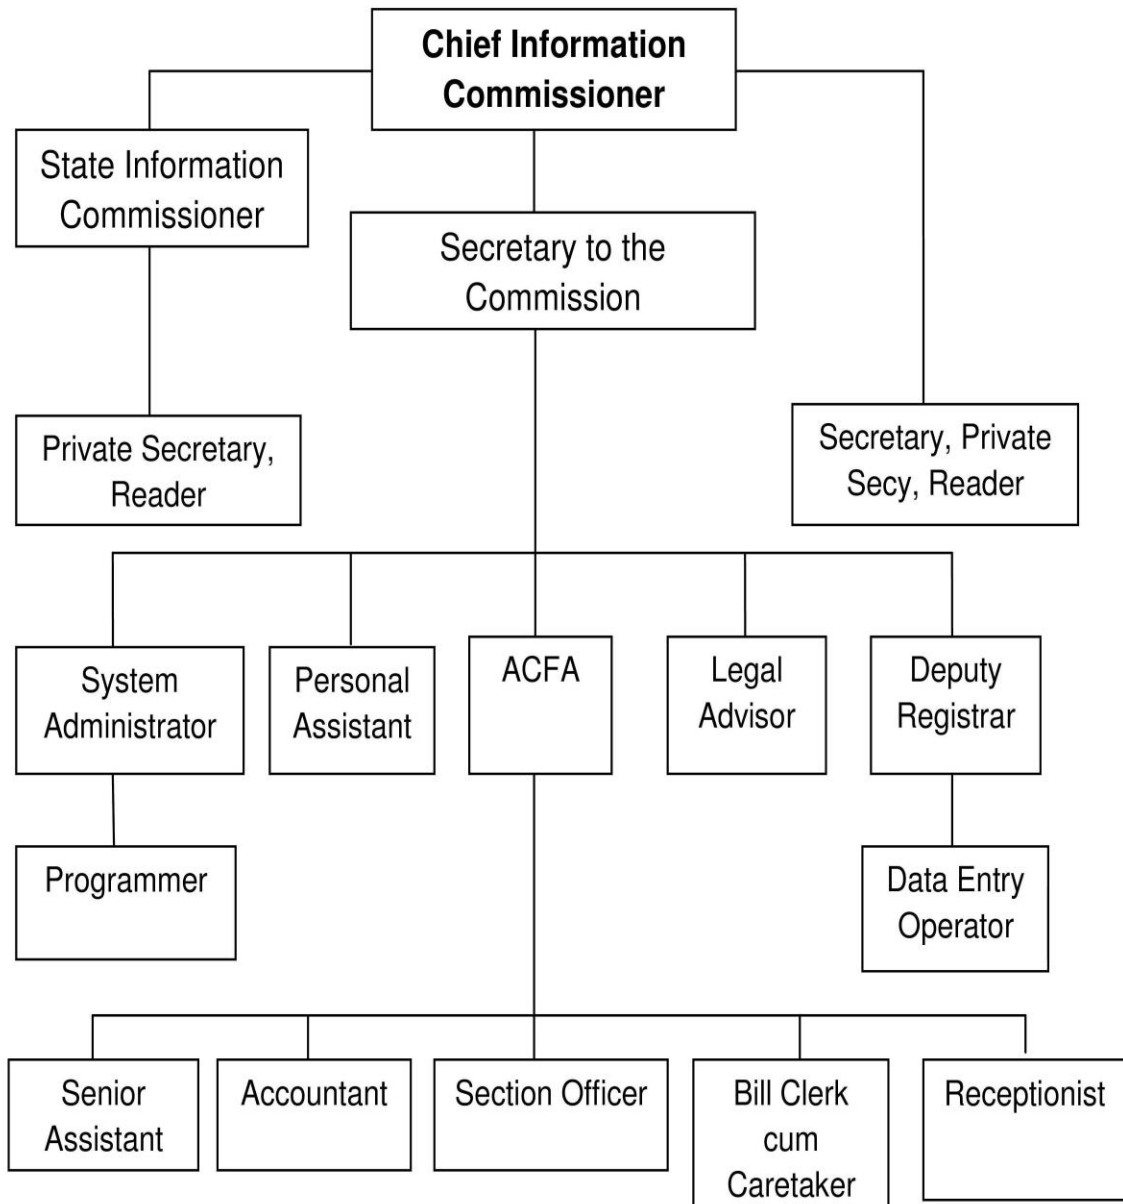 Chief Information
Commissioner
State Information
Commissioner
Secretary to the
Commission
Private Secretary,
Reader
Secretary, Private
Secy, Reader
System
Administrator
Personal
Assistant
ACFA
Legal
Advisor
Deputy
Registrar
Programmer
Data Entry
Operator
Senior
Assistant
Accountant
Section Officer
Bill Clerk
cum
Caretaker
Receptionist